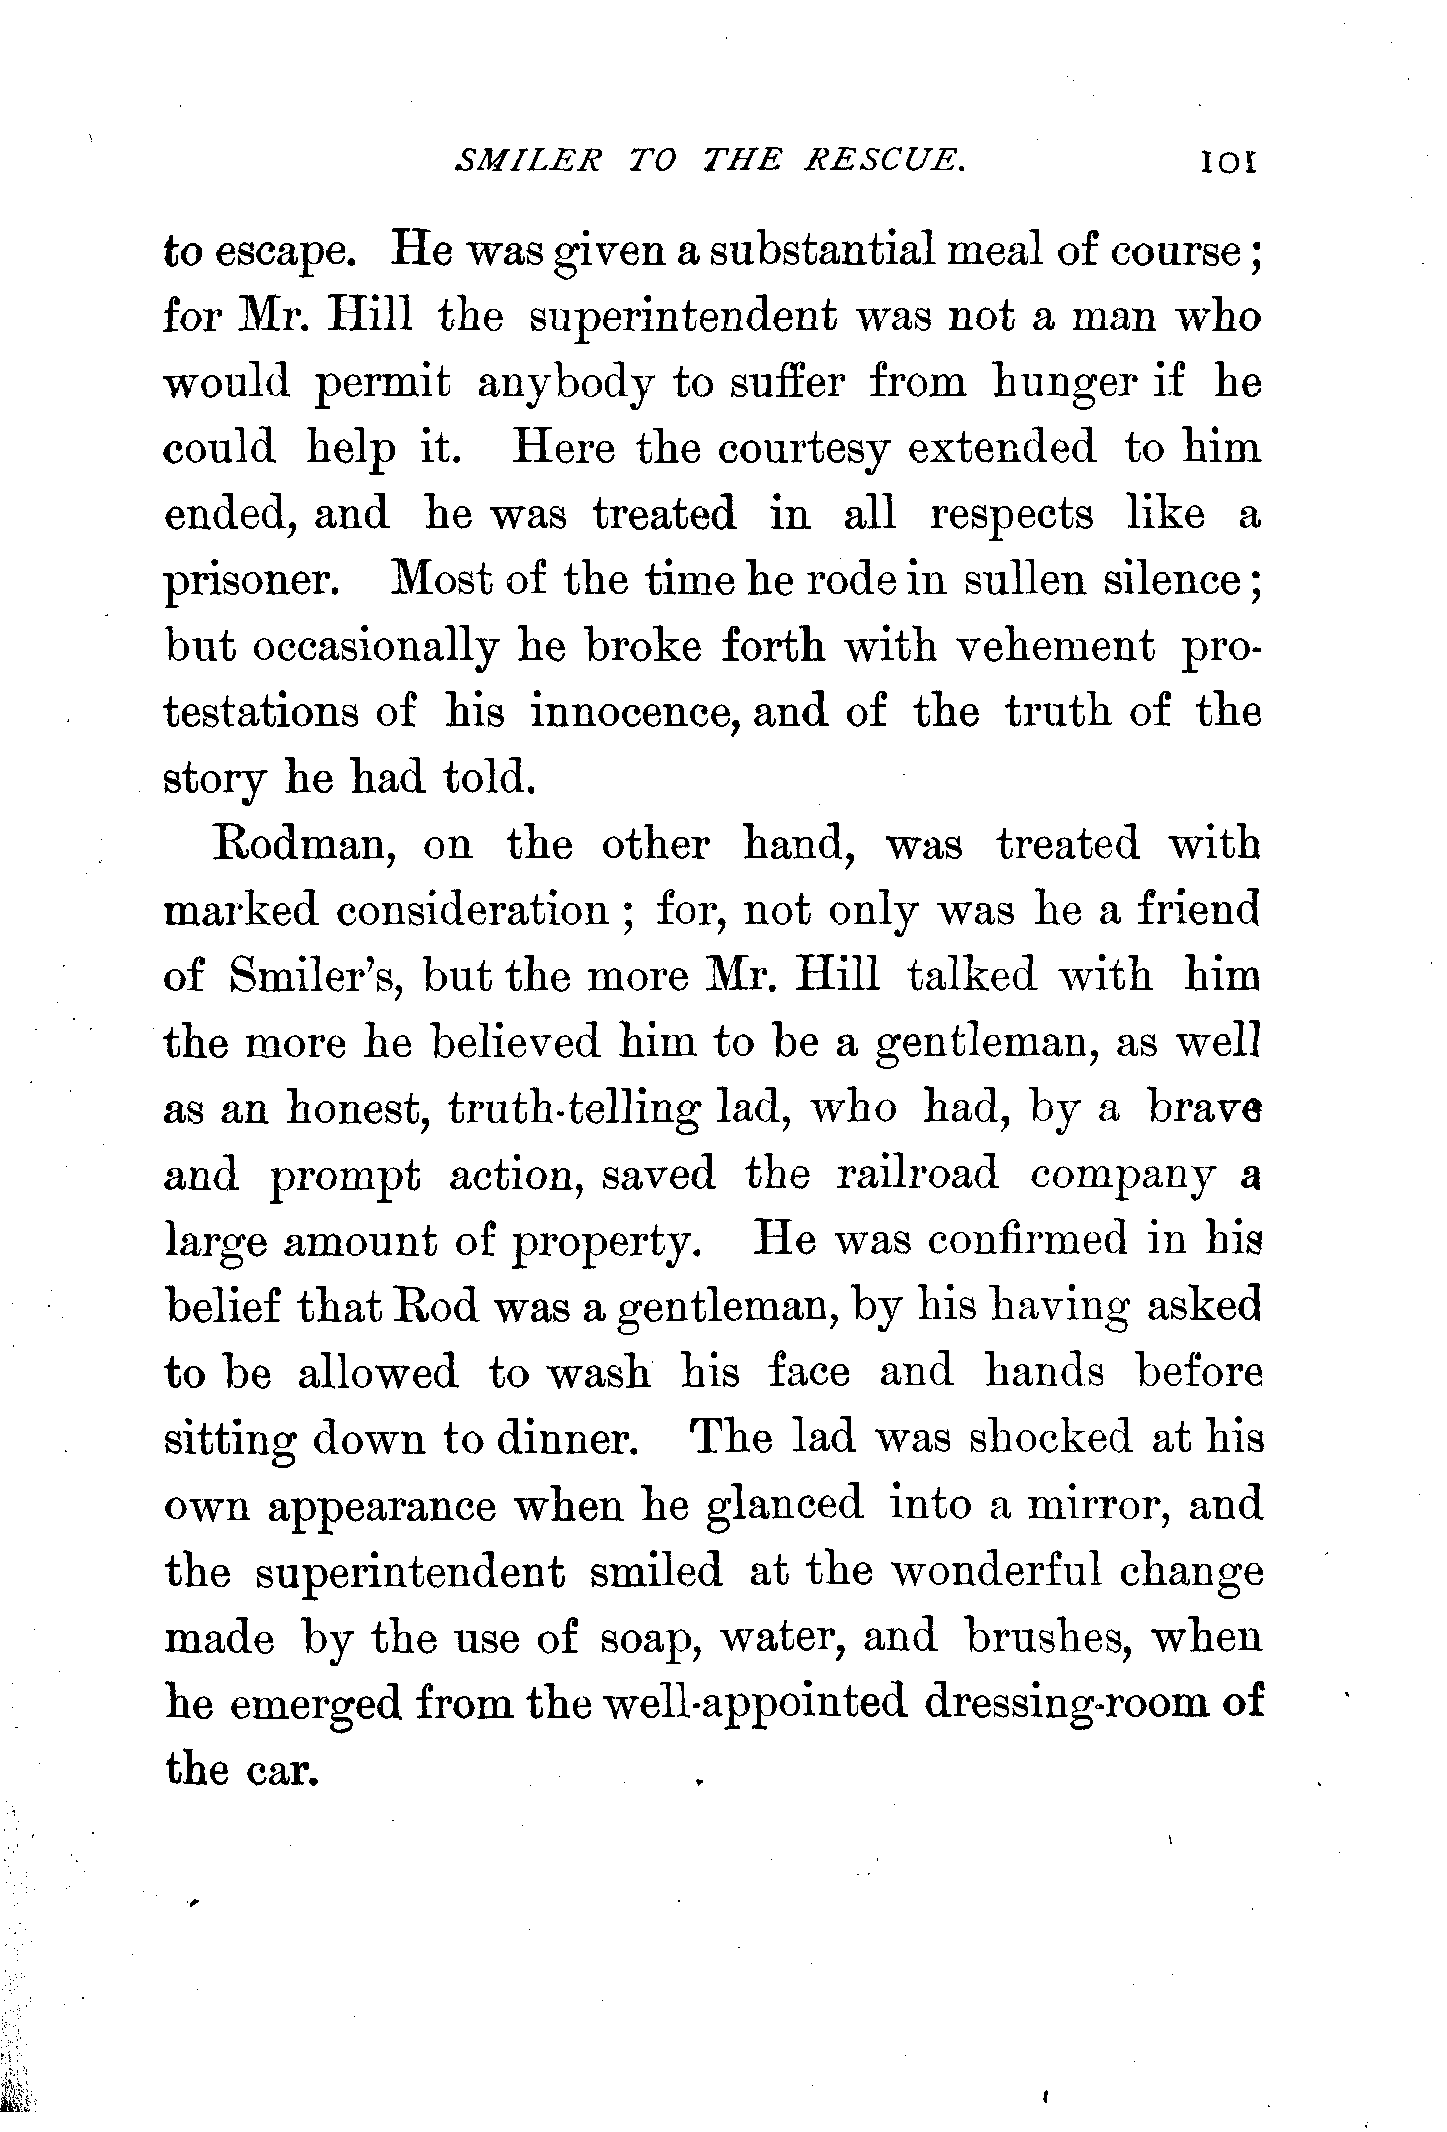 SMILER TO THE RESCUE. 101
to escape. He was given a substantial meal of course;
for Mr. Hill the superintendent was not a man who
would permit anybody to suffer from hunger if he
could help it. Here the courtesy extended to him
ended, and he was treated in all respects like a
prisoner. Most of the time he rode in sullen silence;
but occasionally he broke forth with vehement pro-
testations of his innocence, and of the truth of the
story he had told.
Rodman, on the other hand, was treated with
marked consideration; for, not only was he a friend
of Smiler's, but the more Mr. Hill talked with him
the more he believed him to be a gentleman, as well
as an honest, truth-telling lad, who had, by a brave
and prompt action, saved the railroad company a
large amount of property. He was confirmed in his
belief that Rod was a gentleman, by his having asked
to be allowed to wash his face and hands before
sitting down to dinner. The lad was shocked at his
own appearance when he glanced into a mirror, and
the superintendent smiled at the wonderful change
made by the use of soap, water, and brushes, when
he emerged from the well-appointed dressing-room of
the car.